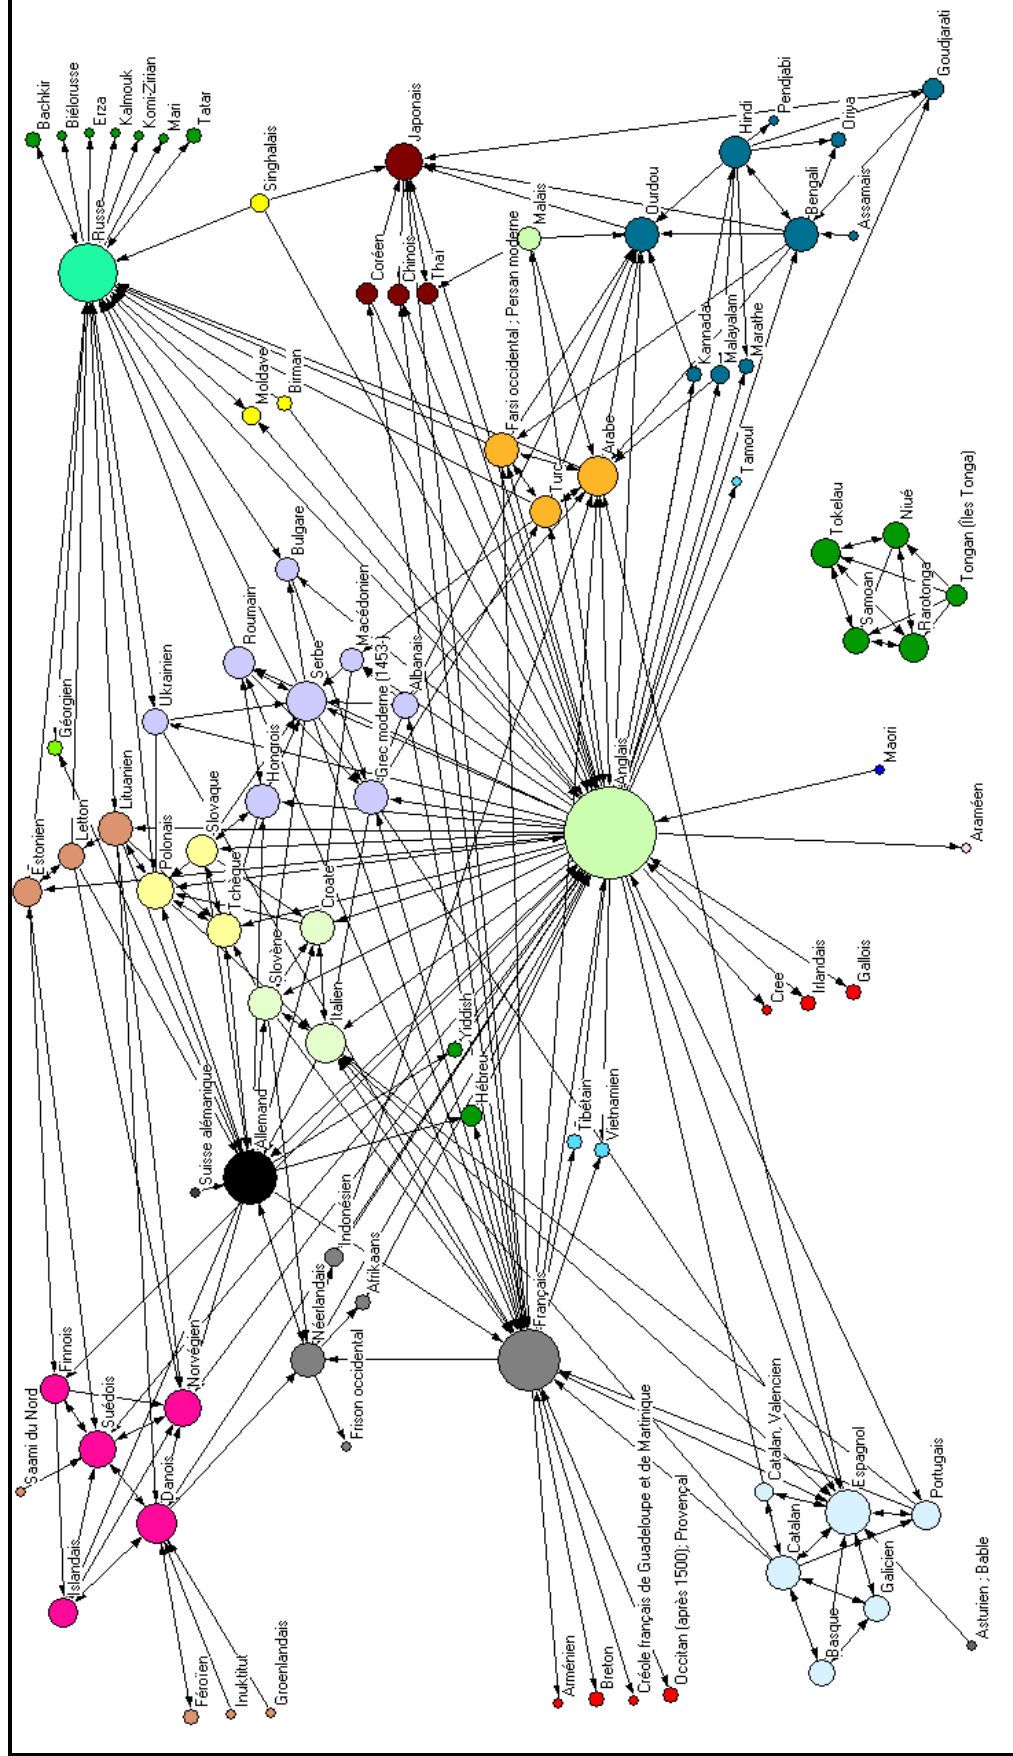 Bachkir
Biélorusse
Erza
Kalmouk
Komi-Zirian
Mari
Tatar
Russe
Singhalais
Japonais
Goudjarati
Hindi
Pendjabi
Oriya
Ourdou
Bengali
Assamais
Malais
Coréen
Chinois
Thaï
Farsi occidental ; Persan moderne
Moldave
Birman
Kannada
Malayalam
Marathe
Arabe
Turc
Tamoul
Tokelau
Niué
Samoan
Rarotonga
Tongan (Îles Tonga)
Bulgare
Roumain
Macédonien
Serbe
Albanais
Ukrainien
Géorgien
Grec moderne (1453-)
Hongrois
Lituanien
Letton
Estonien
Slovaque
Polonais
Tchèque
Croate
Slovène
Italien
Anglais
Maori
Araméen
Cree
Irlandais
Gallois
Yiddish
Hébreu
Tibétain
Vietnamien
Suisse alémanique
Allemand
Indonésien
Afrikaans
Néerlandais
Frison occidental
Français
Finnois
Saami du Nord
Suédois
Norvégien
Danois
Islandais
Féroïen
Inuktitut
Groenlandais
Arménien
Breton
Créole français de Guadeloupe et de Martinique
Occitan (après 1500); Provençal
Catalan, Valencien
Espagnol
Catalan
Portugais
Galicien
Basque
Asturien ; Bable